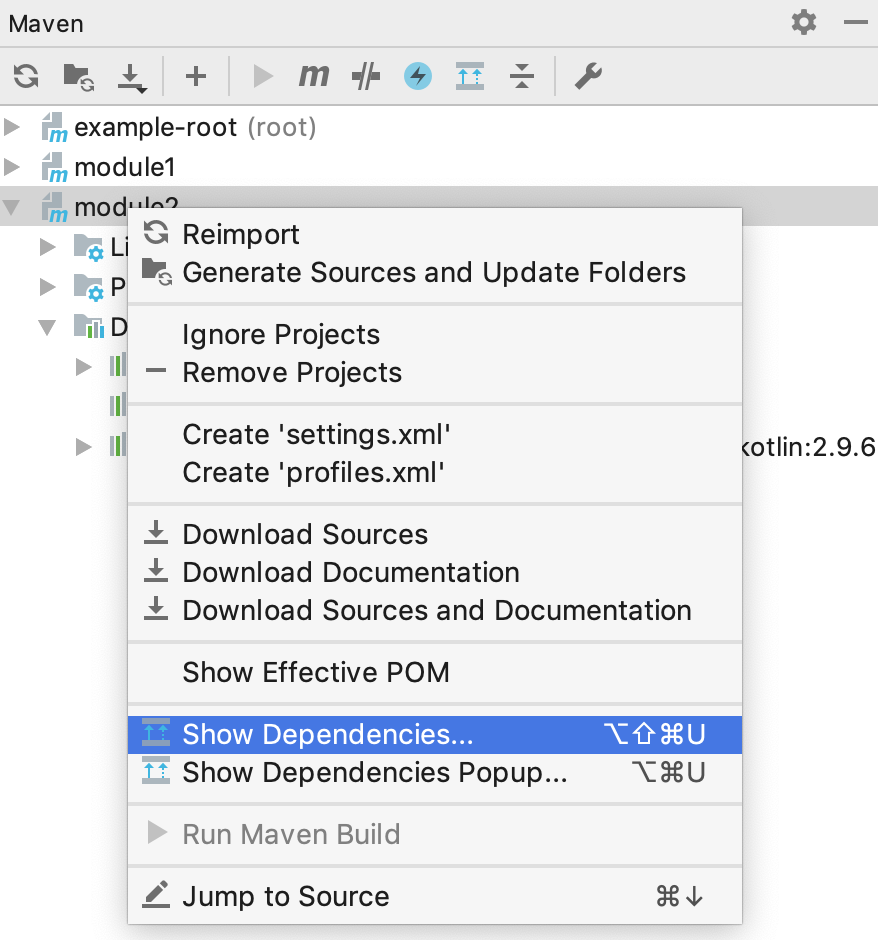 Maven
m
example-root (root)
module1
module2
Li
P
D
kotlin:2.9.6
Reimport
Generate Sources and Update Folders
Ignore Projects
Remove Projects
Create 'settings.xml'
Create 'profiles.xml'
Download Sources
Download Documentation
Download Sources and Documentation
Show Effective POM
Show Dependencies... ⌥⇧⌘U
Show Dependencies Popup... ⌥⌘U
Run Maven Build
Jump to Source ⌘↓